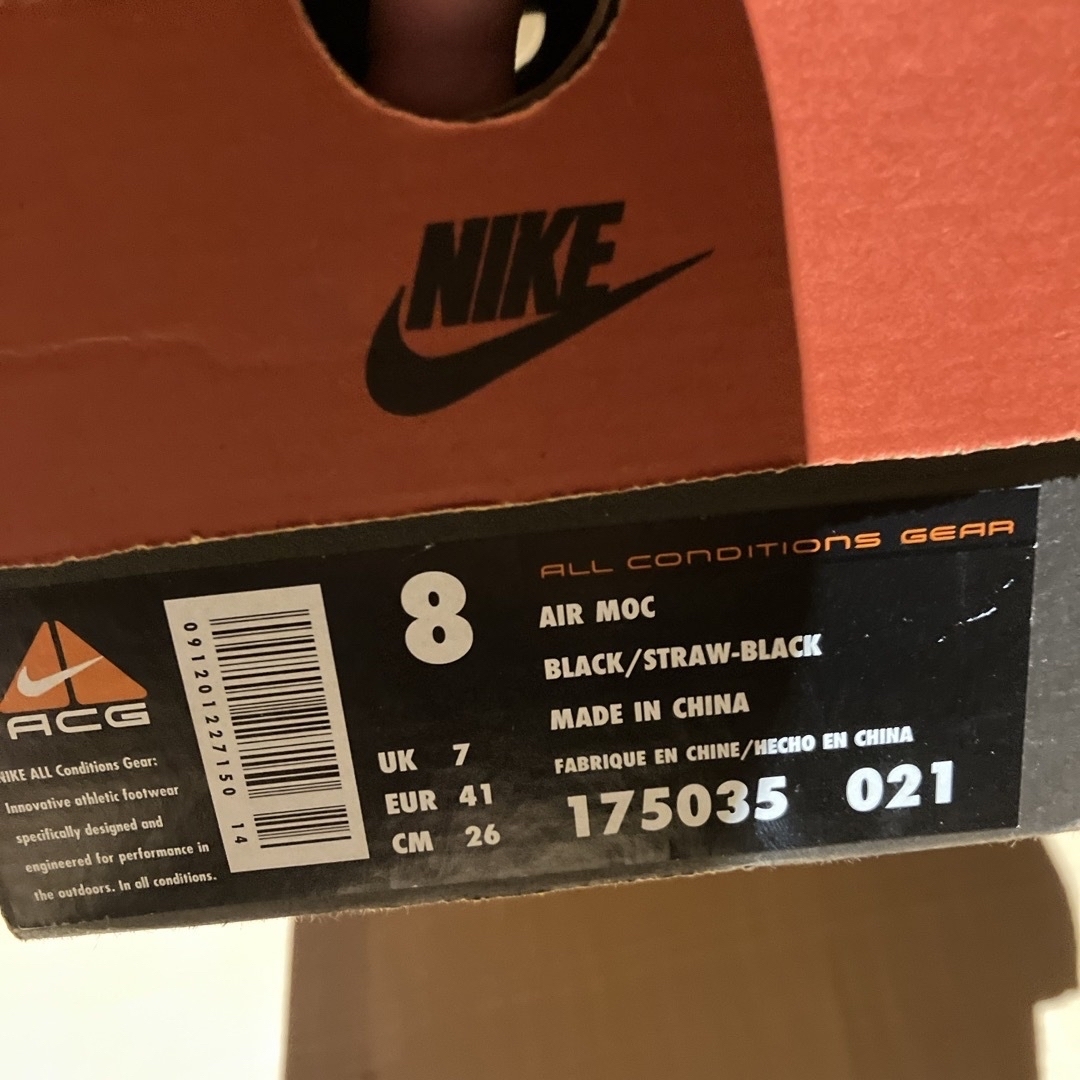 NIKE
ALL CONDITIONS GEAR
8
AIR MOC
BLACK/STRAW-BLACK
MADE IN CHINA
FABRIQUE EN CHINE/HECHO EN CHINA
175035 021
UK 7
EUR 41
CM 26
091201227150 14
ACG
NIKE ALL Conditions Gear:
Innovative athletic footwear
specifically designed and
engineered for performance in
the outdoors. In all conditions.